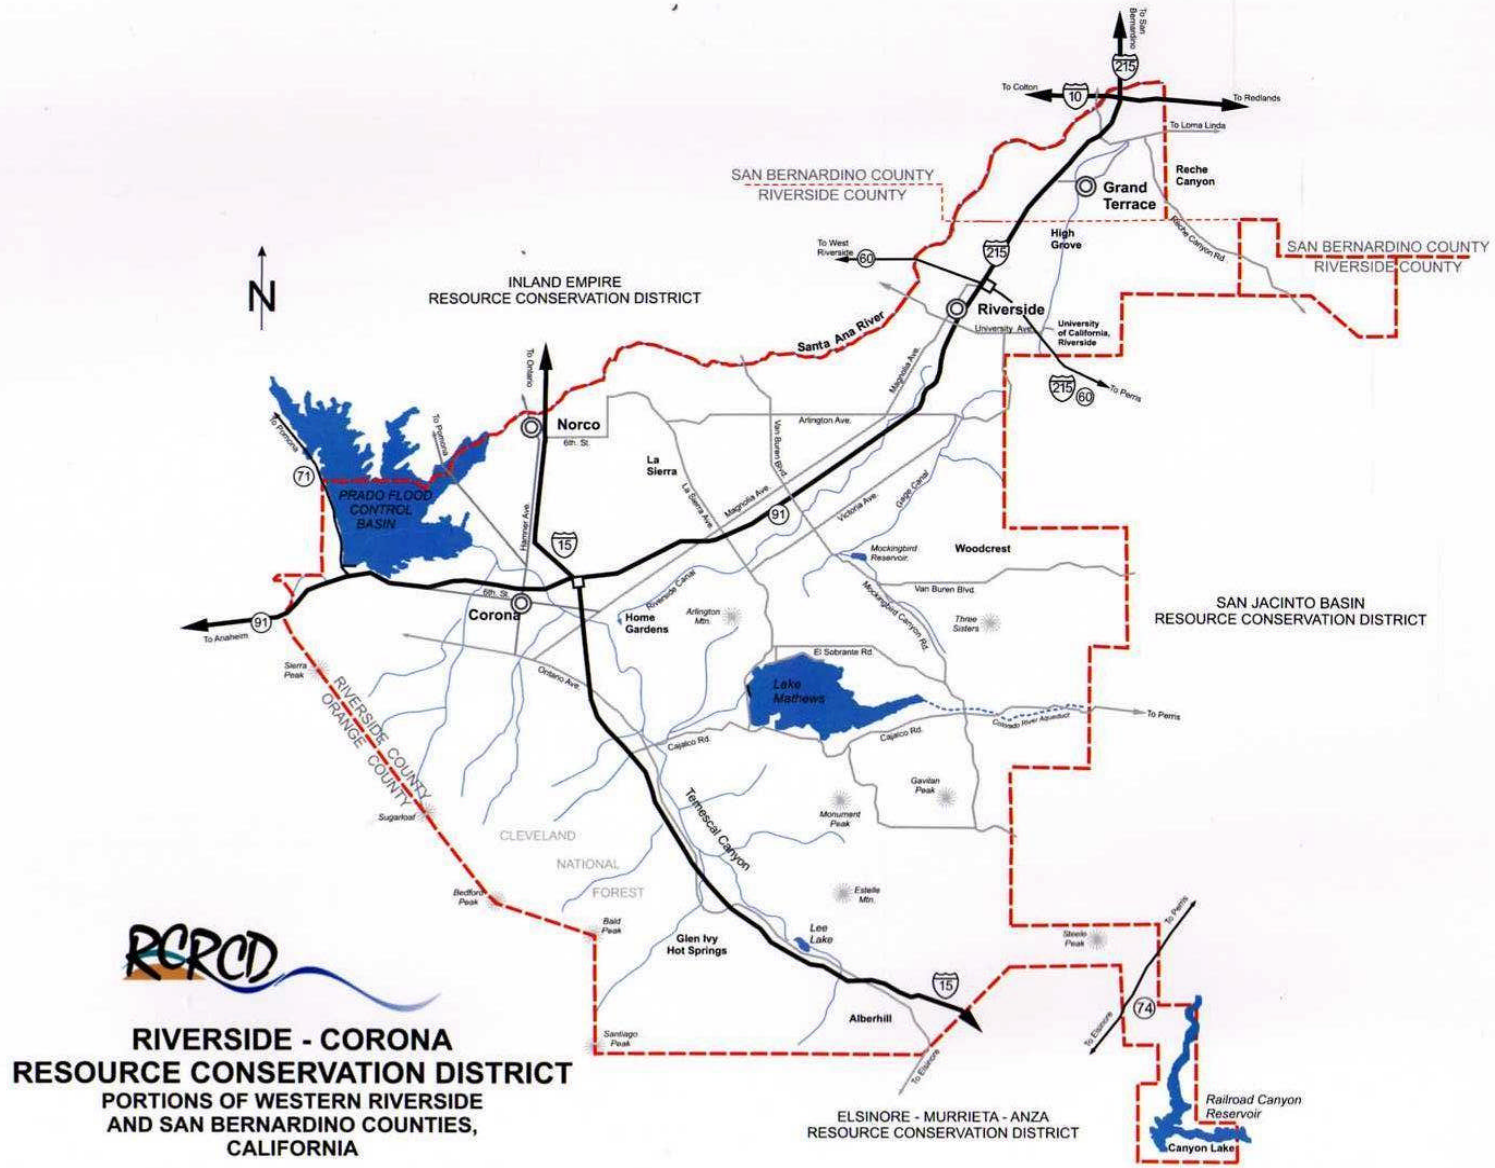 To San
Bernardino
215
To Colton
10
To Redlands
To Loma Linda
SAN BERNARDINO COUNTY
RIVERSIDE COUNTY
Reche
Canyon
Grand
Terrace
Reche Canyon Rd.
High
Grove
To West
Riverside
60
215
SAN BERNARDINO COUNTY
RIVERSIDE COUNTY
N
INLAND EMPIRE
RESOURCE CONSERVATION DISTRICT
Riverside
Santa Ana River
University Ave.
University
of California,
Riverside
215
60
To Perris
To Ontario
Magnolia Ave.
Norco
6th. St.
Arlington Ave.
Van Buren Blvd.
To Pomona
To Pomona
71
La
Sierra
La Sierra Ave.
PRADO FLOOD
CONTROL
BASIN
Hamner Ave.
Magnolia Ave.
91
Victoria Ave.
Gage Canal
15
Mockingbird
Reservoir.
Woodcrest
Van Buren Blvd.
Mockingbird Canyon Rd.
6th. St.
Corona
Riverside Canal
Home
Gardens
Arlington
Mtn.
Three
Sisters
SAN JACINTO BASIN
RESOURCE CONSERVATION DISTRICT
91
To Anaheim
El Sobrante Rd.
Sierra
Peak
Ontario Ave.
Lake
Mathews
RIVERSIDE COUNTY
ORANGE COUNTY
Colorado River Aqueduct
To Perris
Cajalco Rd.
Cajalco Rd.
Gavilan
Peak
Monument
Peak
Sugarloaf
Temescal Canyon
CLEVELAND
NATIONAL
FOREST
Bedford
Peak
Estelle
Mtn.
Bald
Peak
Glen Ivy
Hot Springs
Lee
Lake
Steele
Peak
To Perris
15
74
Alberhill
To Elsinore
To Elsinore
Santiago
Peak
RCRCD
RIVERSIDE - CORONA
RESOURCE CONSERVATION DISTRICT
PORTIONS OF WESTERN RIVERSIDE
AND SAN BERNARDINO COUNTIES,
CALIFORNIA
ELSINORE - MURRIETA - ANZA
RESOURCE CONSERVATION DISTRICT
Railroad Canyon
Reservoir
Canyon Lake